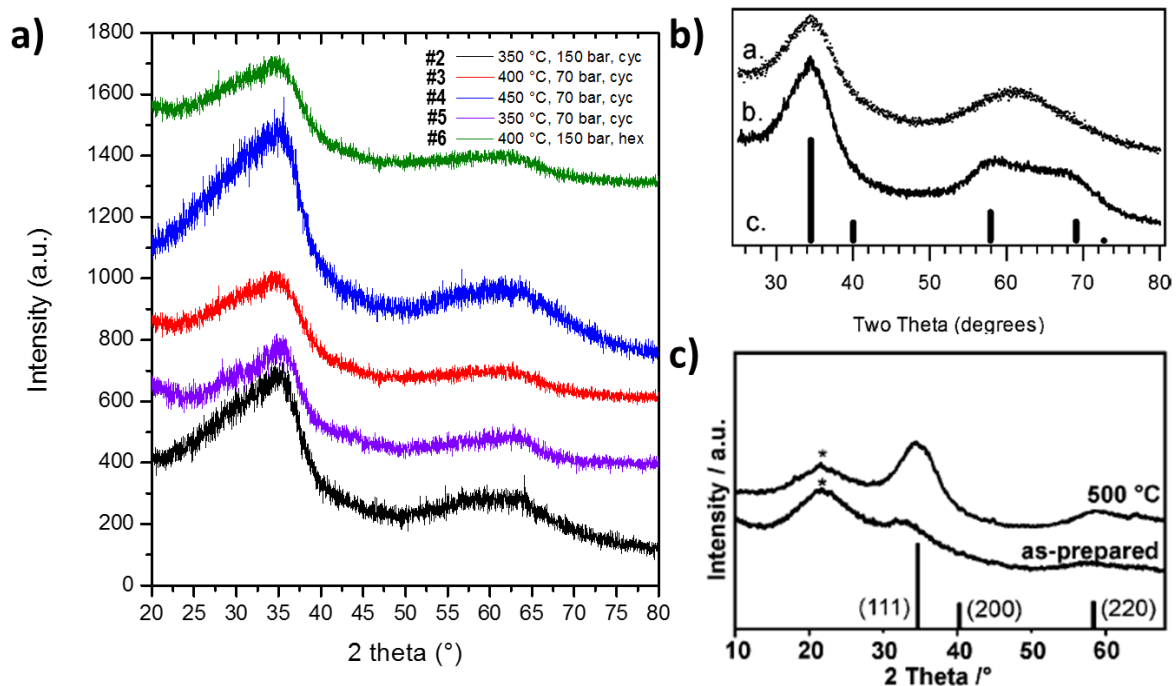 a)
Intensity (a.u.)
1800
1600
1400
1200
1000
800
600
400
200
0
#2 350 °C, 150 bar, cyc
#3 400 °C, 70 bar, cyc
#4 450 °C, 70 bar, cyc
#5 350 °C, 70 bar, cyc
#6 400 °C, 150 bar, hex
20 25 30 35 40 45 50 55 60 65 70 75 80
2 theta (°)
b)
a.
b.
c.
30 40 50 60 70 80
Two Theta (degrees)
c)
Intensity / a.u.
*
*
500 °C
as-prepared
(111) (200) (220)
10 20 30 40 50 60
2 Theta /°